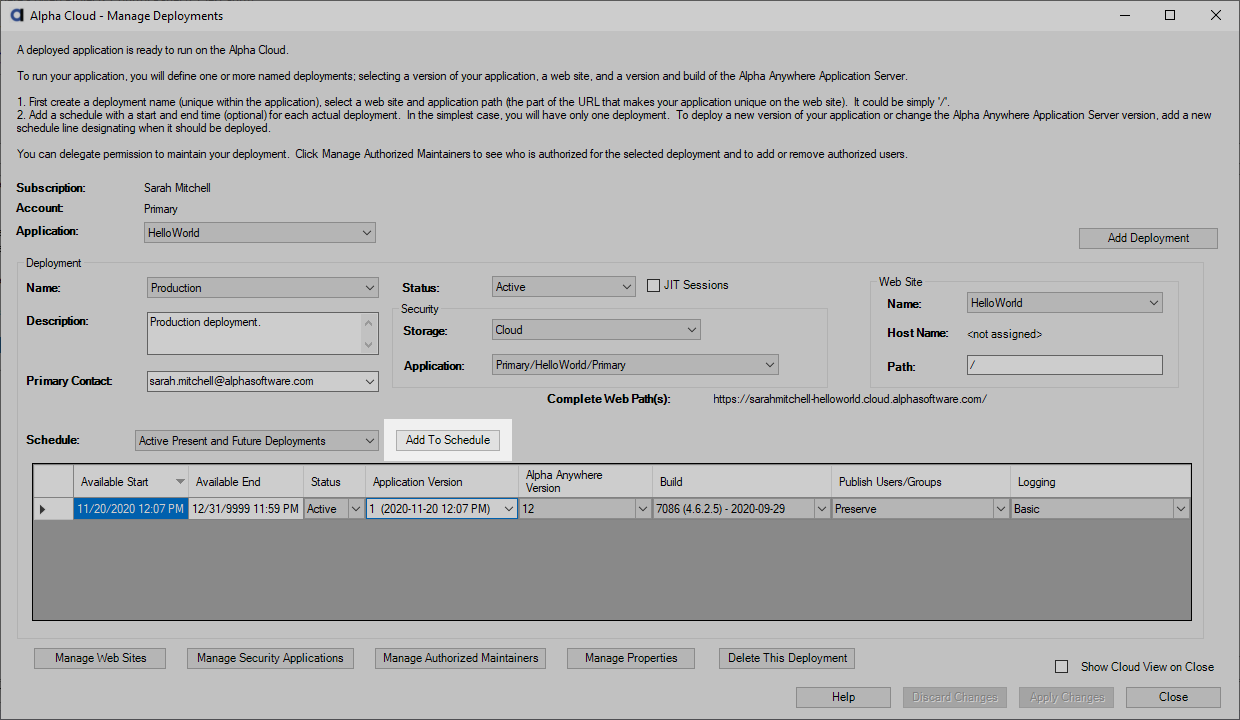 Alpha Cloud - Manage Deployments
A deployed application is ready to run on the Alpha Cloud.
To run your application, you will define one or more named deployments; selecting a version of your application, a web site, and a version and build of the Alpha Anywhere Application Server.
1. First create a deployment name (unique within the application), select a web site and application path (the part of the URL that makes your application unique on the web site).  It could be simply '/'.
2. Add a schedule with a start and end time (optional) for each actual deployment.  In the simplest case, you will have only one deployment.  To deploy a new version of your application or change the Alpha Anywhere Application Server version, add a new
schedule line designating when it should be deployed.
You can delegate permission to maintain your deployment.  Click Manage Authorized Maintainers to see who is authorized for the selected deployment and to add or remove authorized users.
Subscription: Sarah Mitchell
Account: Primary
Application: HelloWorld
Add Deployment
Deployment
Name: Production
Status: Active
JIT Sessions
Web Site
Name: HelloWorld
Description: Production deployment.
Security
Storage: Cloud
Host Name: <not assigned>
Application: Primary/HelloWorld/Primary
Path: /
Primary Contact: sarah.mitchell@alphasoftware.com
Complete Web Path(s): https://sarahmitchell-helloworld.cloud.alphasoftware.com/
Schedule: Active Present and Future Deployments
Add To Schedule
Available Start Available End Status Application Version Alpha Anywhere
Version Build Publish Users/Groups Logging
11/20/2020 12:07 PM 12/31/9999 11:59 PM Active 1  (2020-11-20 12:07 PM) 12 7086 (4.6.2.5) - 2020-09-29 Preserve Basic
Manage Web Sites Manage Security Applications Manage Authorized Maintainers Manage Properties Delete This Deployment
Show Cloud View on Close
Help Discard Changes Apply Changes Close